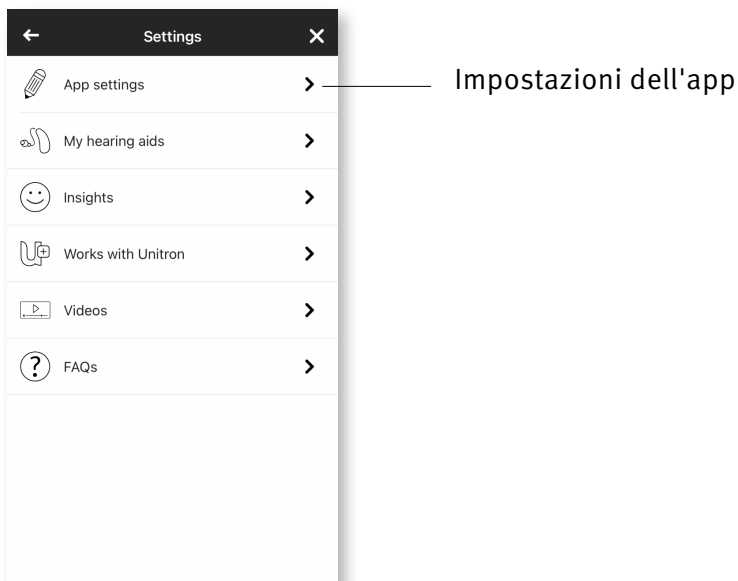 Settings
App settings
Impostazioni dell'app
My hearing aids
Insights
Works with Unitron
Videos
? FAQs